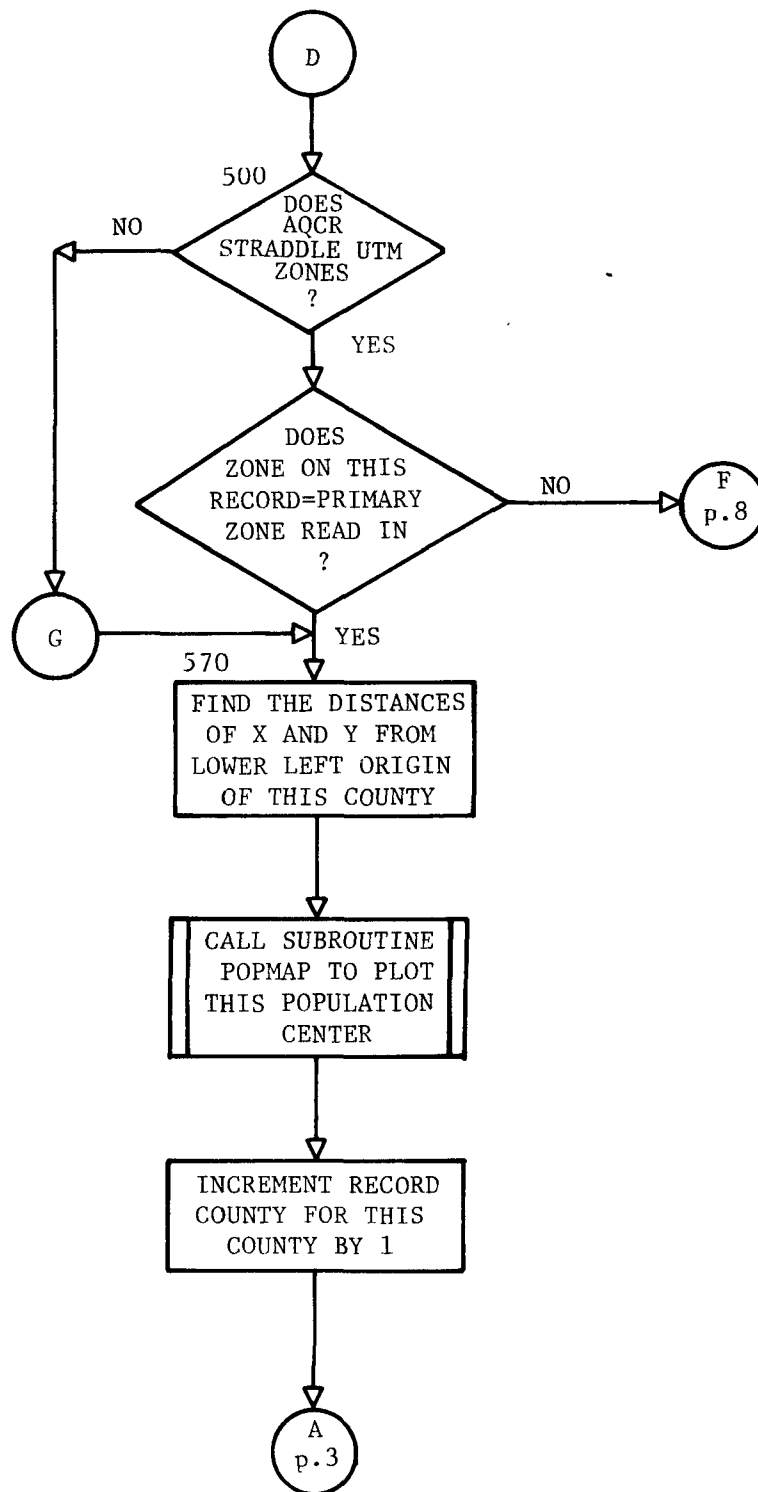 D
500
DOES
AQCR
STRADDLE UTM
ZONES
?
NO
YES
DOES
ZONE ON THIS
RECORD=PRIMARY
ZONE READ IN
?
NO
F
p.8
G
YES
570
FIND THE DISTANCES
OF X AND Y FROM
LOWER LEFT ORIGIN
OF THIS COUNTY
CALL SUBROUTINE
POPMAP TO PLOT
THIS POPULATION
CENTER
INCREMENT RECORD
COUNTY FOR THIS
COUNTY BY 1
A
p.3